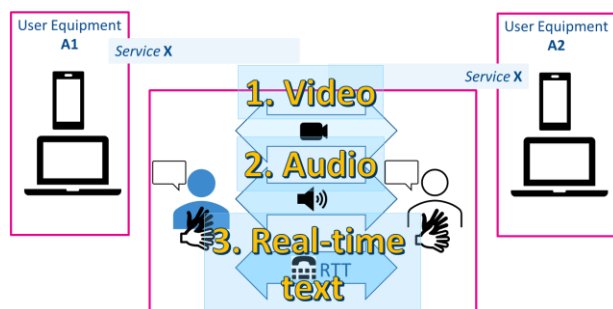 User Equipment
A1
Service X
User Equipment
A2
Service X
1. Video
2. Audio
3. Real-time
RTT
text